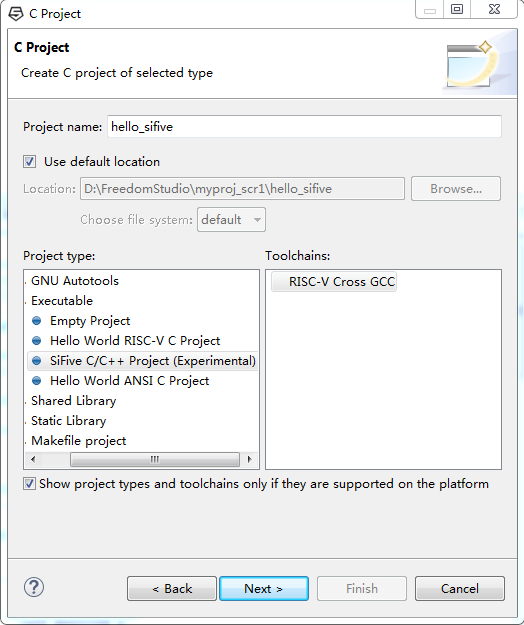 C Project
C Project
Create C project of selected type
Project name: hello_sifive
Use default location
Location: D:\FreedomStudio\myproj_scr1\hello_sifive Browse...
Choose file system: default
Project type: Toolchains:
GNU Autotools RISC-V Cross GCC
Executable
Empty Project
Hello World RISC-V C Project
SiFive C/C++ Project (Experimental)
Hello World ANSI C Project
Shared Library
Static Library
Makefile project
Show project types and toolchains only if they are supported on the platform
? < Back Next > Finish Cancel